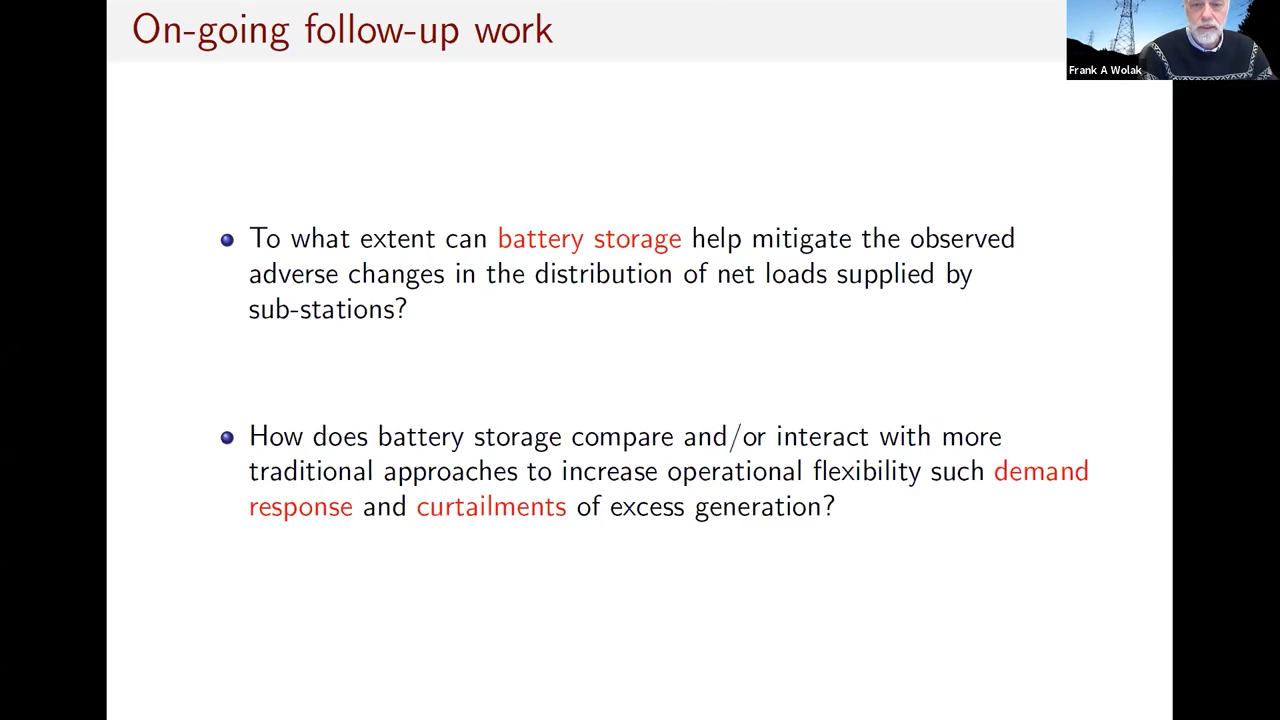 On-going follow-up work
Frank A Wolak
To what extent can battery storage help mitigate the observed
adverse changes in the distribution of net loads supplied by
sub-stations?
How does battery storage compare and/or interact with more
traditional approaches to increase operational flexibility such demand
response and curtailments of excess generation?